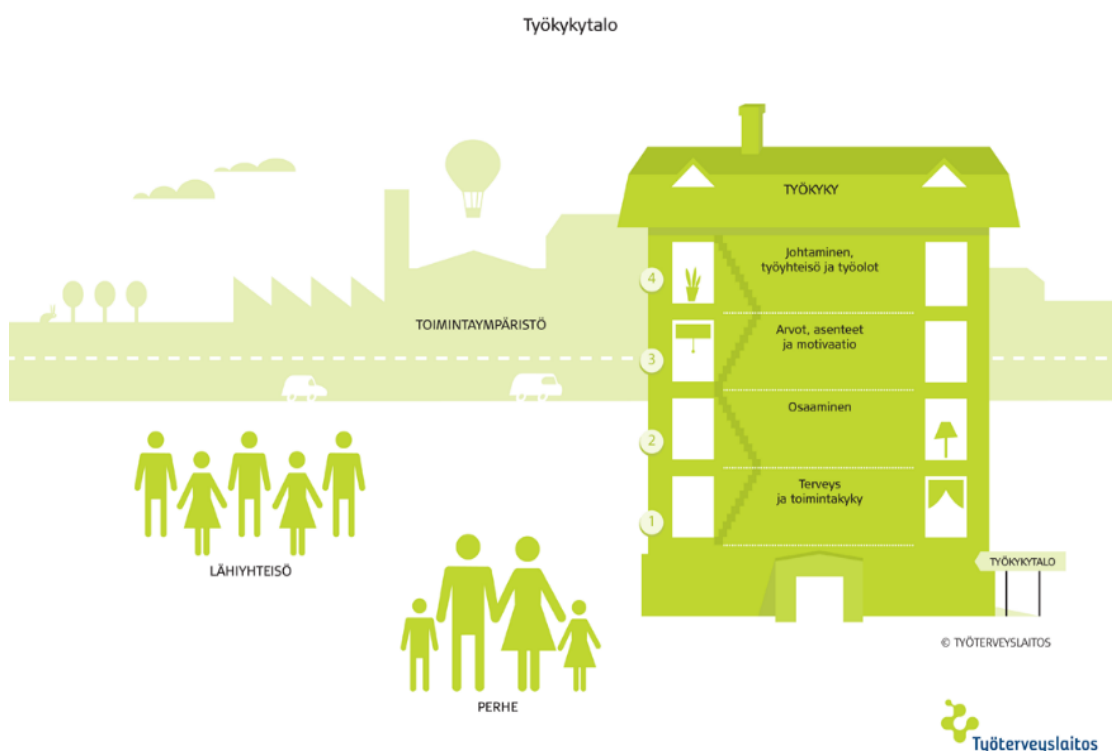 Työkykytalo
TYÖKYKY
4
Johtaminen,
työyhteisö ja työolot
TOIMINTAYMPÄRISTÖ
3
Arvot, asenteet
ja motivaatio
2
Osaaminen
1
Terveys
ja toimintakyky
LÄHIYHTEISÖ
PERHE
TYÖKYKYTALO
© TYÖTERVEYSLAITOS
Työterveyslaitos